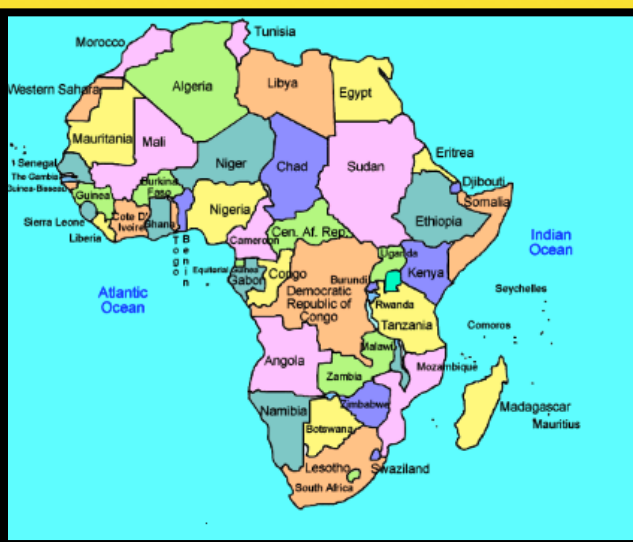 Tunisia
Morocco
Algeria
Libya
Egypt
Western Sahara
Mauritania
Mali
Niger
Chad
Sudan
Eritrea
Senegal
The Gambia
Guinea-Bissau
Guinea
Burkina
Faso
Djibouti
Somalia
Nigeria
Ethiopia
Sierra Leone
Cote D'
Ivoire
Ghana
Togo
Benin
Liberia
Cameroon
Cen. Af. Rep.
Indian
Ocean
Equitorial Guinea
Gabon
Congo
Uganda
Kenya
Democratic
Republic of
Congo
Burundi
Rwanda
Seychelles
Atlantic
Ocean
Tanzania
Comoros
Angola
Malawi
Mozambique
Zambia
Namibia
Zimbabwe
Madagascar
Botswana
Mauritius
Lesotho
Swaziland
South Africa